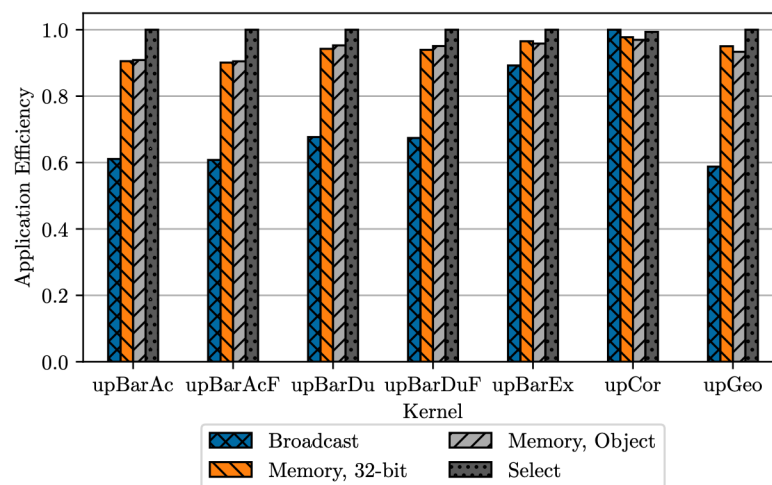 Application Efficiency
1.0
0.8
0.6
0.4
0.2
0.0
upBarAc upBarAcF upBarDu upBarDuF upBarEx upCor upGeo
Kernel
Broadcast Memory, Object
Memory, 32-bit Select